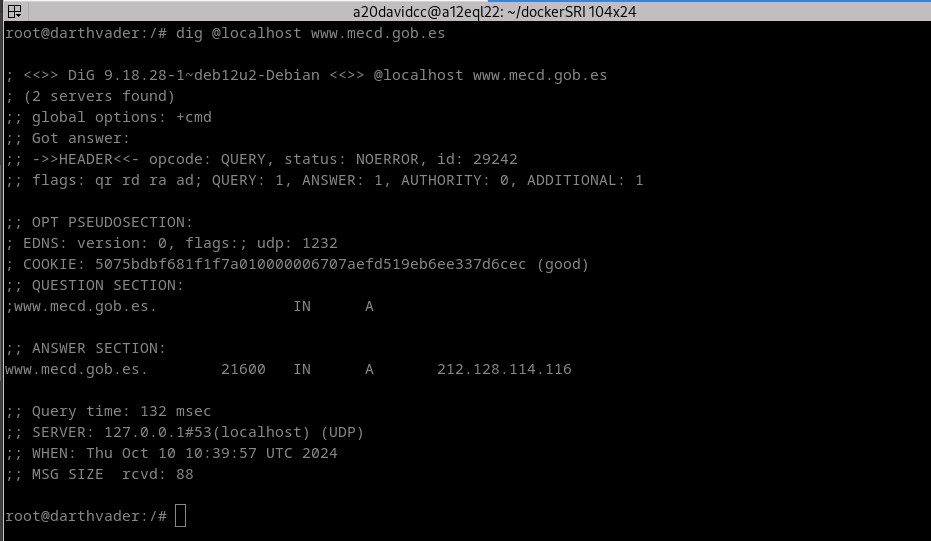 a20davidcc@a12eql22: ~/dockerSRI 104x24
root@darthvader:/# dig @localhost www.mecd.gob.es
; <<>> DiG 9.18.28-1~deb12u2-Debian <<>> @localhost www.mecd.gob.es
; (2 servers found)
;; global options: +cmd
;; Got answer:
;; ->>HEADER<<- opcode: QUERY, status: NOERROR, id: 29242
;; flags: qr rd ra ad; QUERY: 1, ANSWER: 1, AUTHORITY: 0, ADDITIONAL: 1
;; OPT PSEUDOSECTION:
; EDNS: version: 0, flags:; udp: 1232
; COOKIE: 5075bdbf681f1f7a010000006707aefd519eb6ee337d6cec (good)
;; QUESTION SECTION:
;www.mecd.gob.es. IN A
;; ANSWER SECTION:
www.mecd.gob.es. 21600 IN A 212.128.114.116
;; Query time: 132 msec
;; SERVER: 127.0.0.1#53(localhost) (UDP)
;; WHEN: Thu Oct 10 10:39:57 UTC 2024
;; MSG SIZE rcvd: 88
root@darthvader:/#